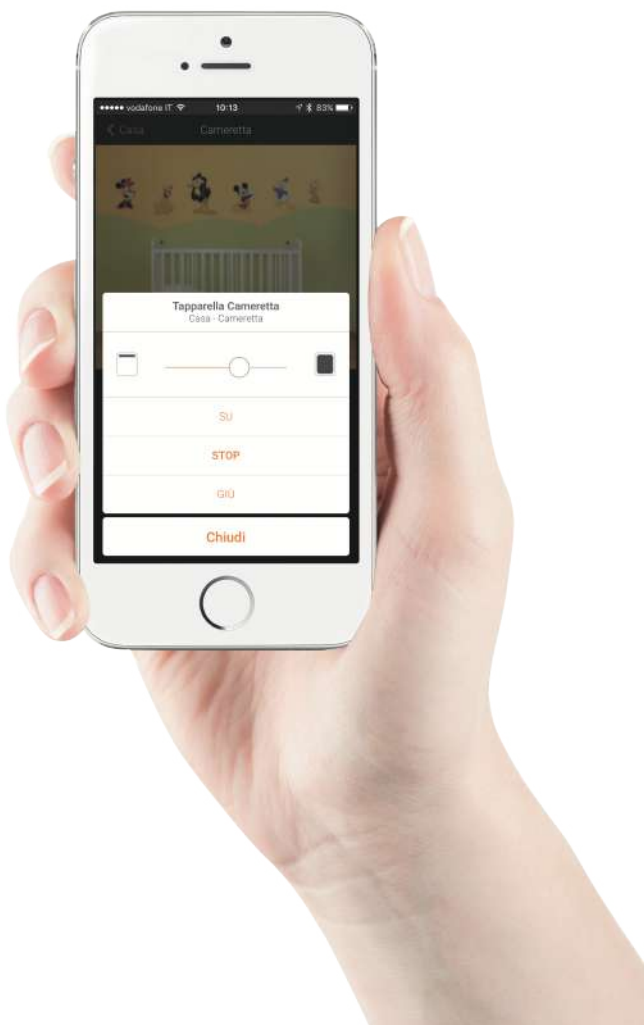 vodafone IT 10:13 83%
Casa Cameretta
Tapparella Cameretta
Casa - Cameretta
SU
STOP
GIÙ
Chiudi